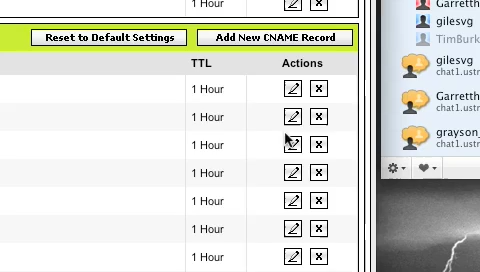 1 Hour
Reset to Default Settings Add New CNAME Record
TTL Actions
1 Hour
1 Hour
1 Hour
1 Hour
1 Hour
1 Hour
1 Hour
gilesvg
TimBurk
gilesvg
chat1.ustr
Garretth
chat1.ustr
grayson_
chat1.ustr